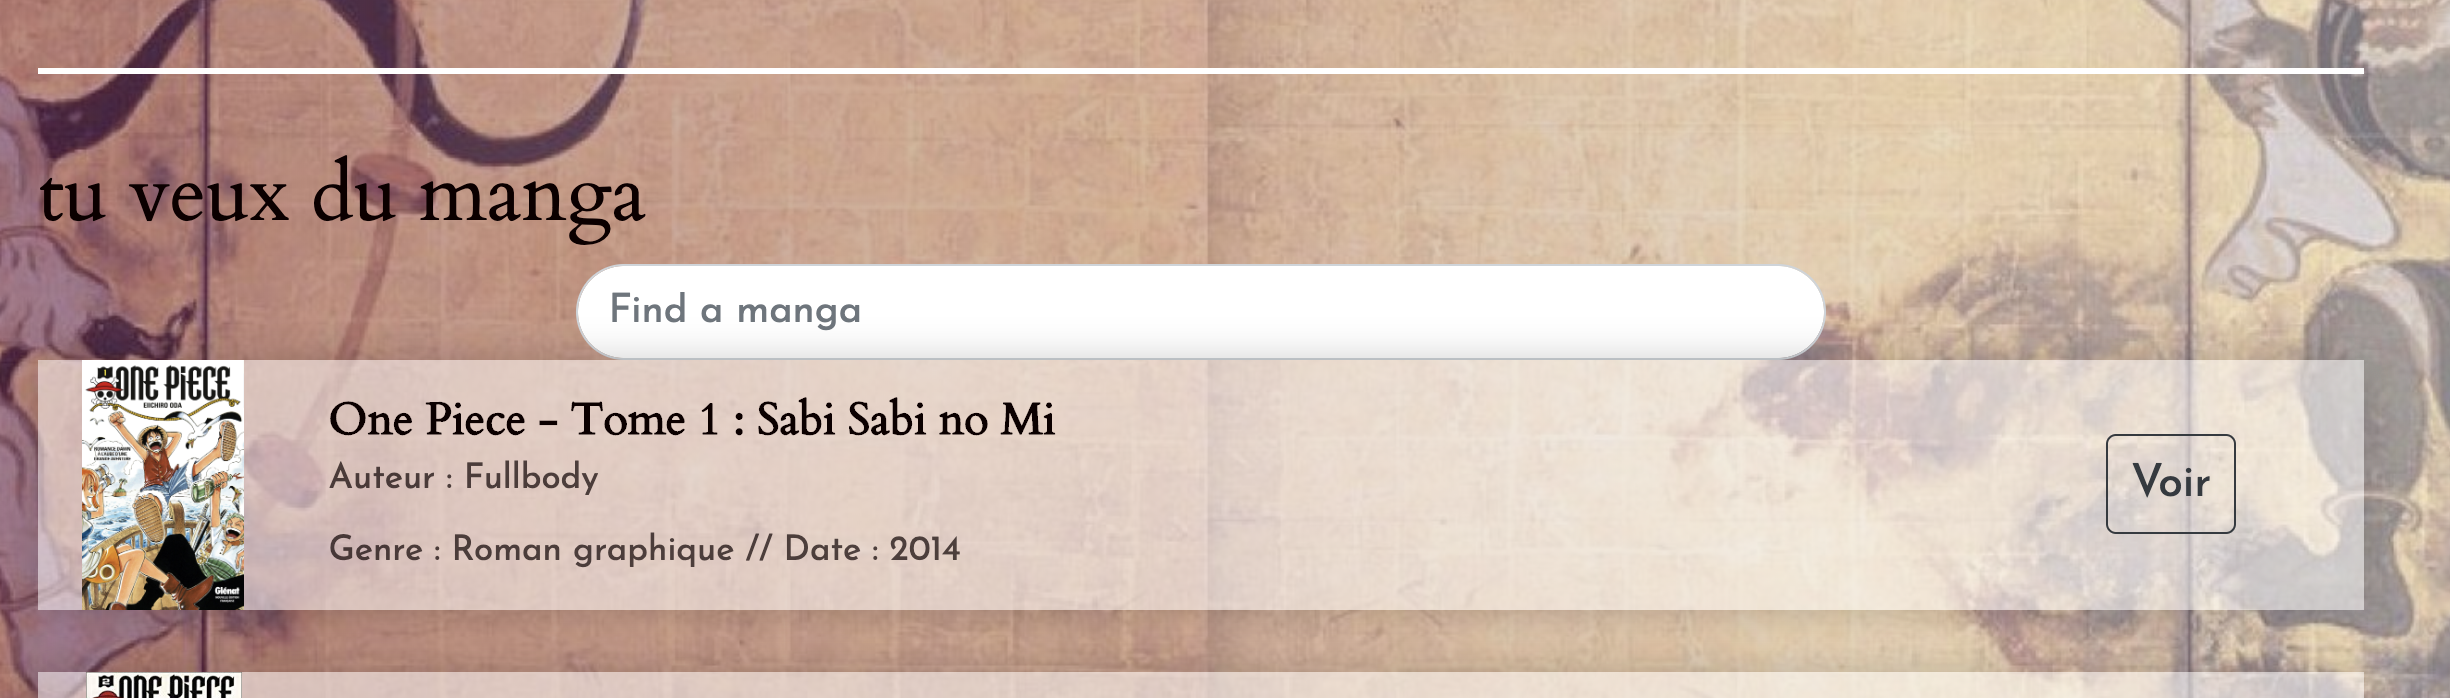 tu veux du manga
Find a manga
ONE PIECE
EIICHIRO ODA
Glénat
One Piece - Tome 1 : Sabi Sabi no Mi
Auteur : Fullbody
Genre : Roman graphique // Date : 2014
Voir
ONE PIECE